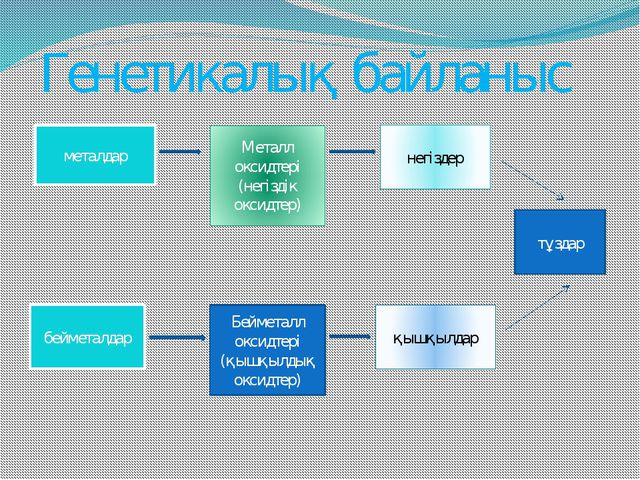 Генетикалық байланыс
металдар
Металл
оксидтері
(негіздік
оксидтер)
негіздер
тұздар
бейметалдар
Бейметалл
оксидтері
(қышқылдық
оксидтер)
қышқылдар